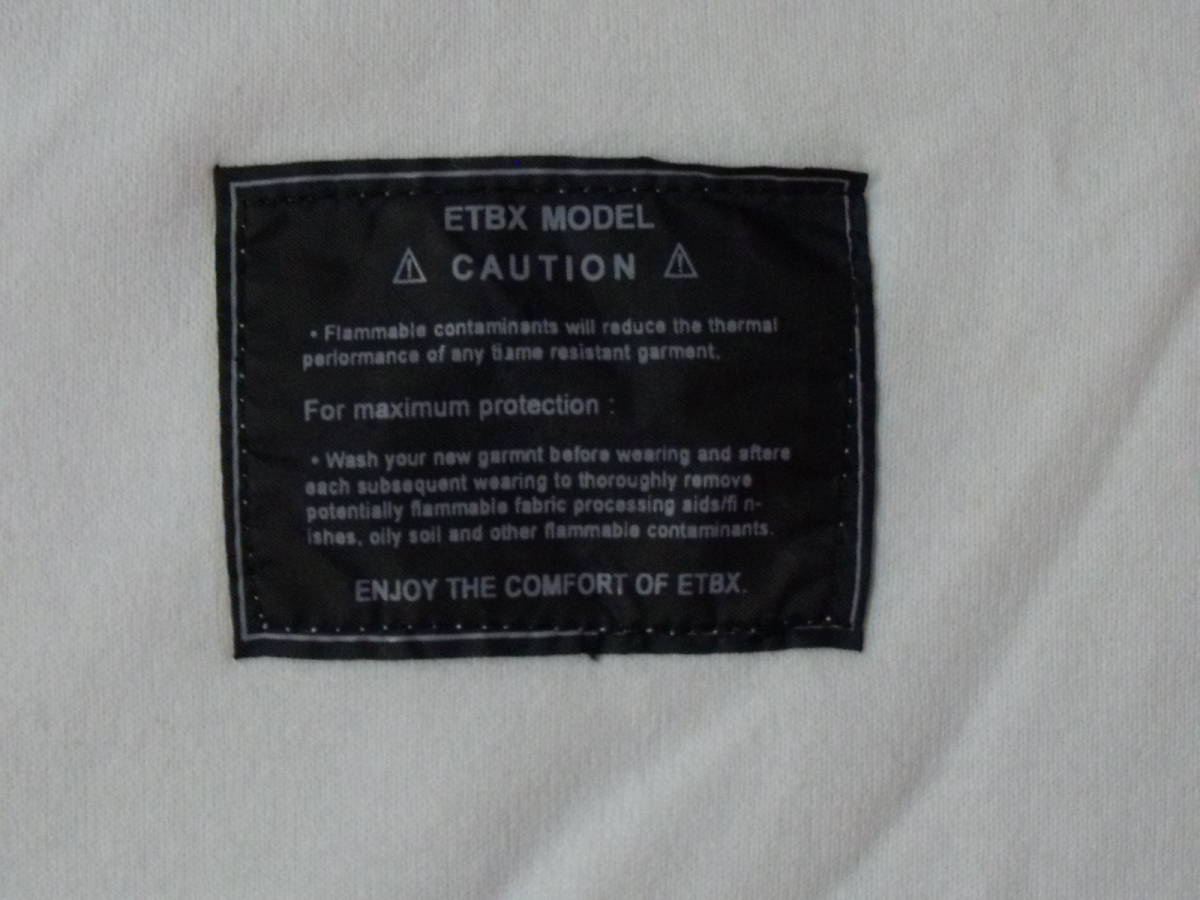 ETBX MODEL
⚠ CAUTION ⚠
• Flammable contaminants will reduce the thermal
performance of any tlame resistant garment.
For maximum protection :
• Wash your new garmnt before wearing and aftere
each subsequent wearing to thoroughly remove
potentially flammable fabric processing aids/fi n-
ishes, oily soil and other flammable contaminants.
ENJOY THE COMFORT OF ETBX.